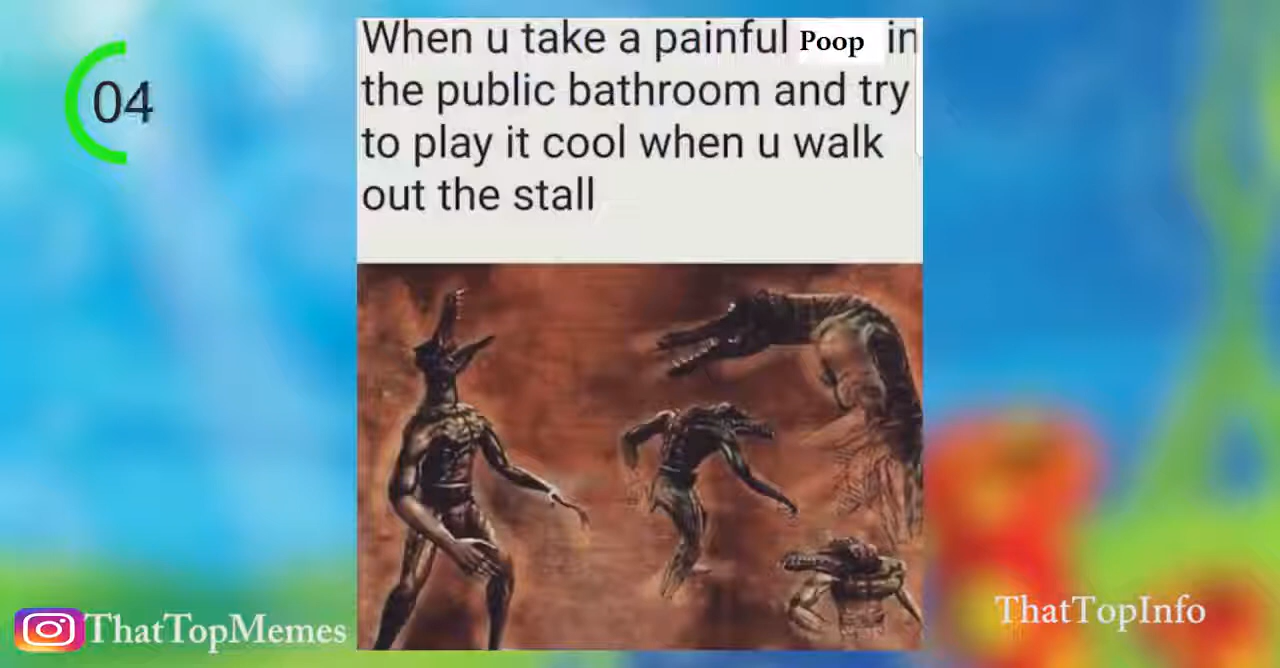 04
When u take a painful Poop in
the public bathroom and try
to play it cool when u walk
out the stall
ThatTopMemes
ThatTopInfo